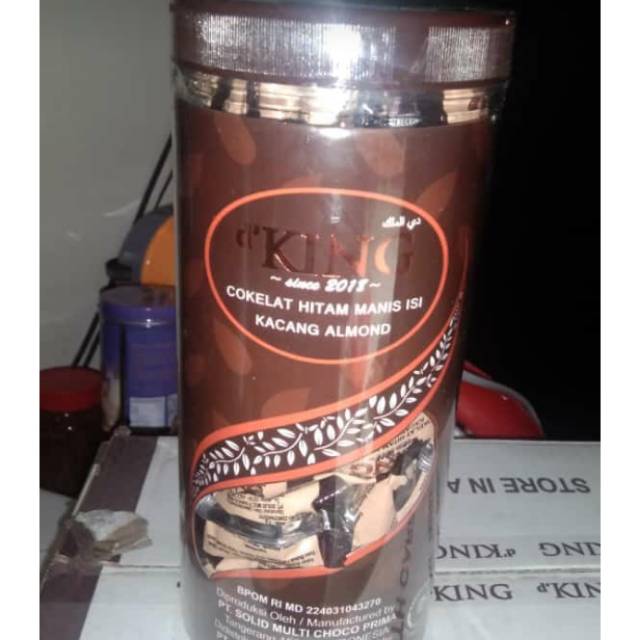 دي الملك
d'KING
~ since 2018 ~
COKELAT HITAM MANIS ISI
KACANG ALMOND
BPOM RI MD 224031043270
Diproduksi Oleh / Manufactured by
PT. SOLID MULTI CHOCO PRIMA
Tangerang
STORE IN A
d'KING
d'KING